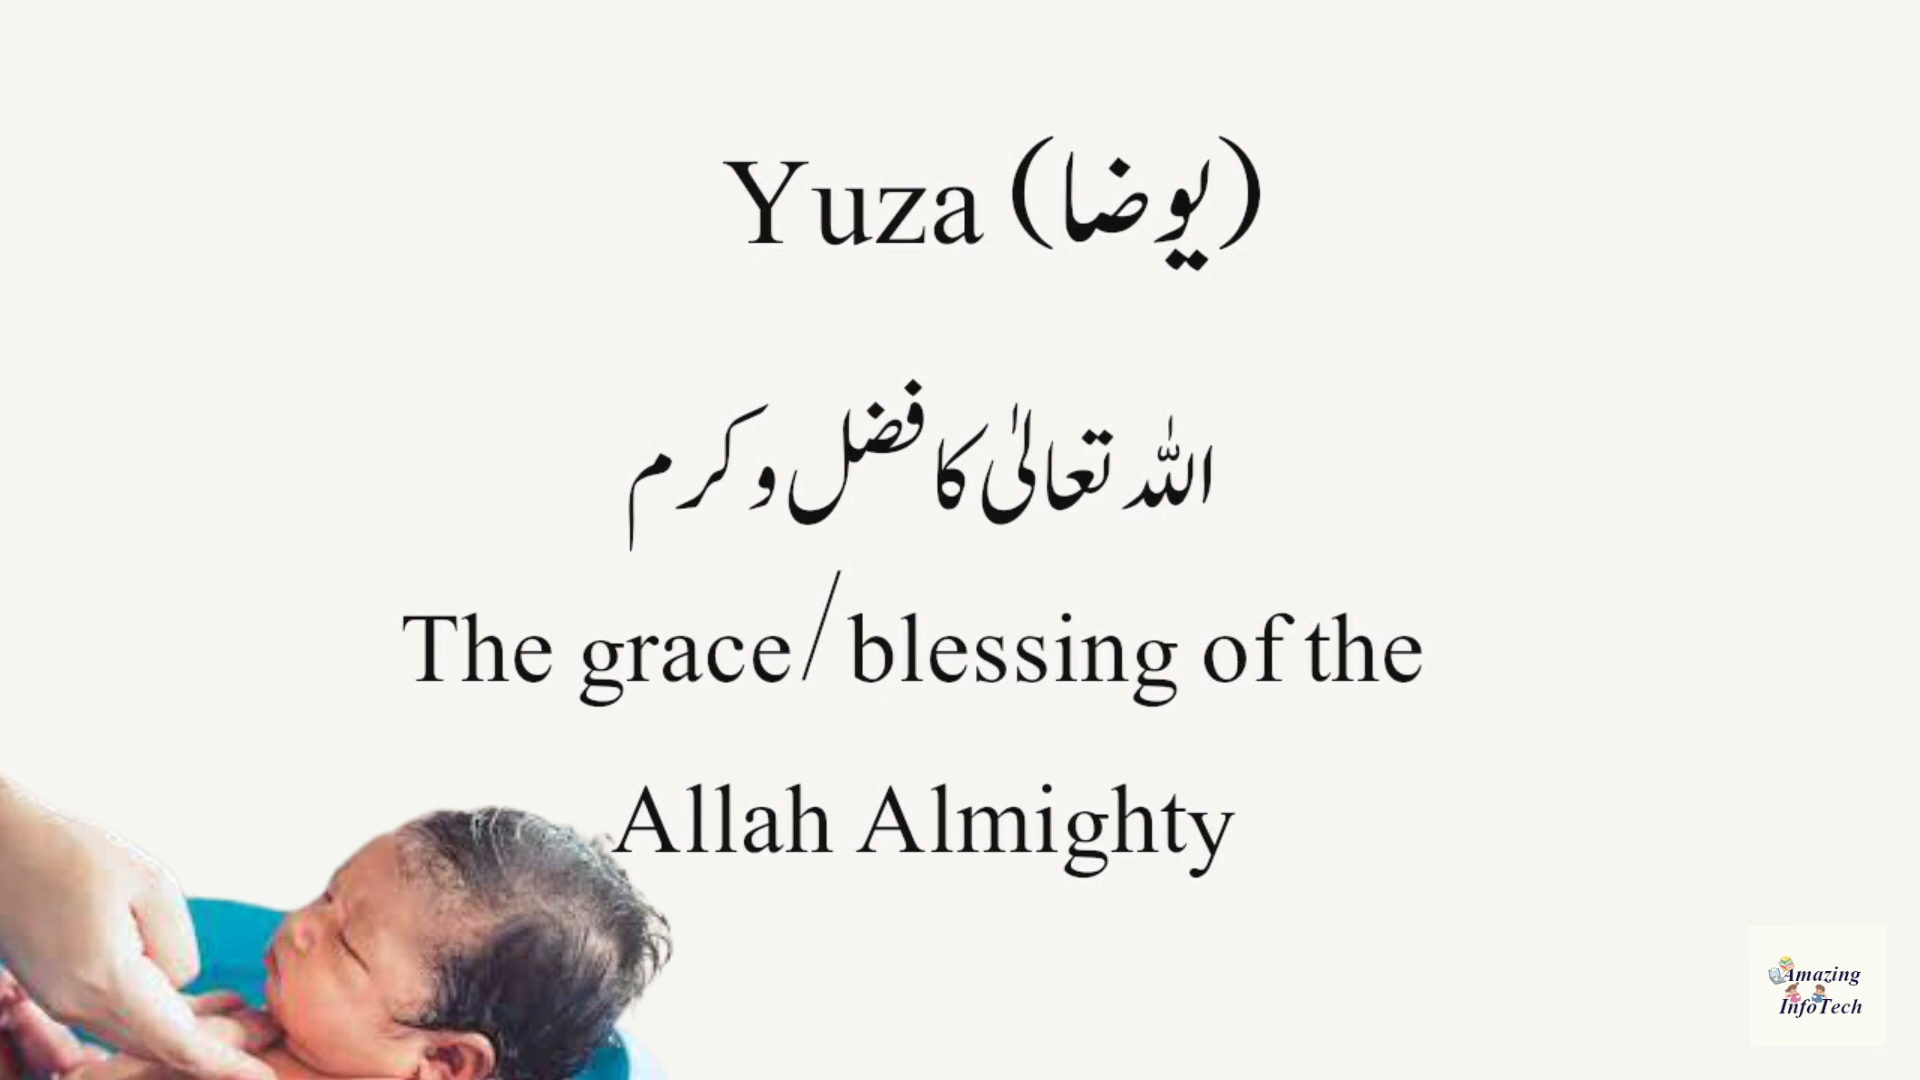 Yuza (یوضا)
اللہ تعالیٰ کا فضل و کرم
The grace/blessing of the
Allah Almighty
Amazing
InfoTech